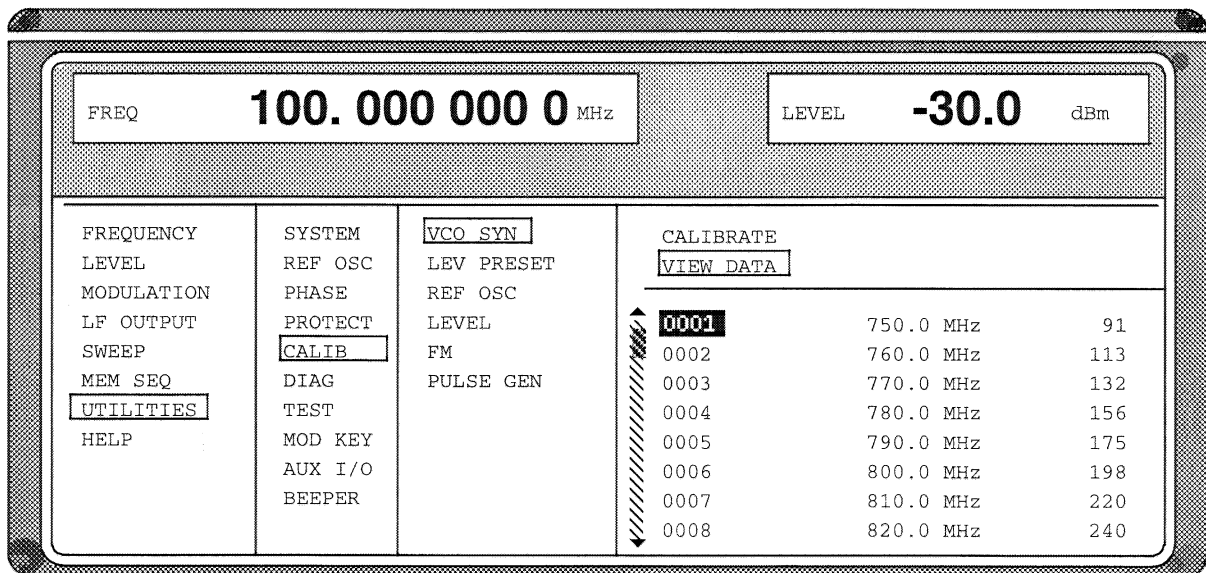 FREQ 100. 000 000 0 MHz LEVEL -30.0 dBm
FREQUENCY
LEVEL
MODULATION
LF OUTPUT
SWEEP
MEM SEQ
UTILITIES
HELP
SYSTEM
REF OSC
PHASE
PROTECT
CALIB
DIAG
TEST
MOD KEY
AUX I/O
BEEPER
VCO SYN
LEV PRESET
REF OSC
LEVEL
FM
PULSE GEN
CALIBRATE
VIEW DATA
0001 750.0 MHz 91
0002 760.0 MHz 113
0003 770.0 MHz 132
0004 780.0 MHz 156
0005 790.0 MHz 175
0006 800.0 MHz 198
0007 810.0 MHz 220
0008 820.0 MHz 240